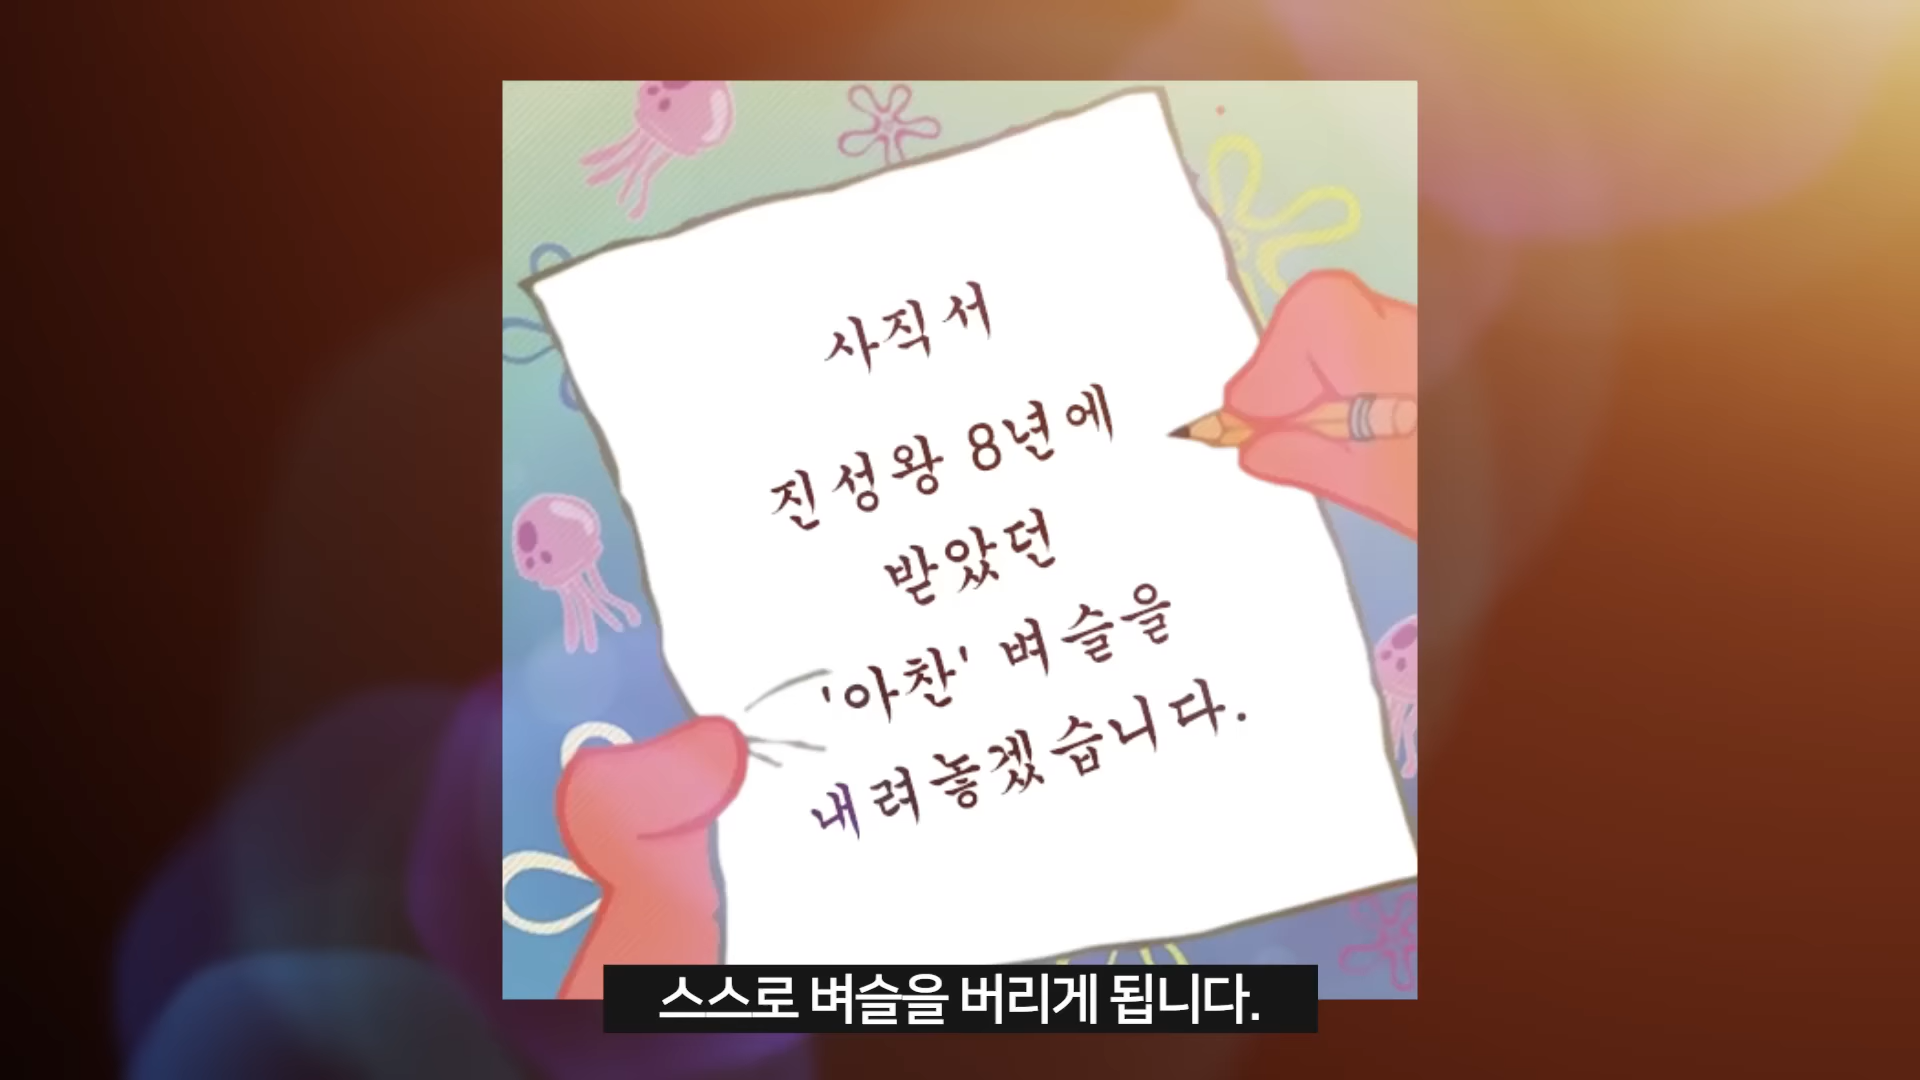 사직서
진성왕 8년에
받았던
'아찬' 벼슬을
내려놓겠습니다.
스스로 벼슬을 버리게 됩니다.